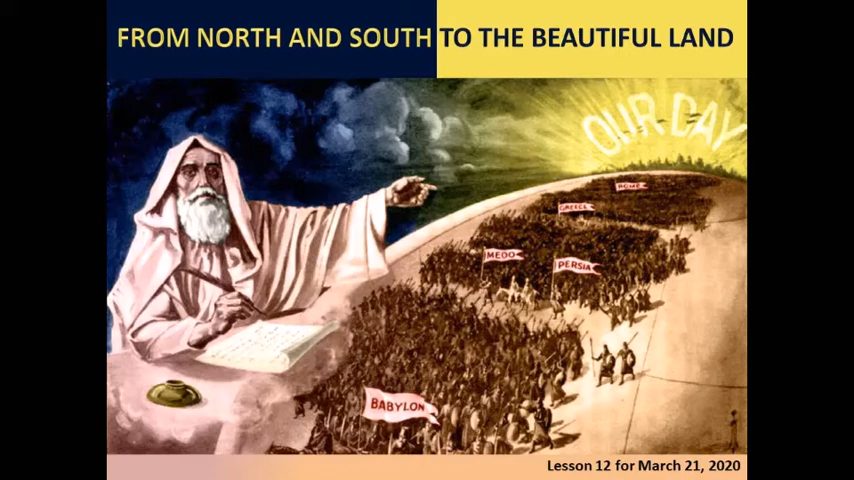 FROM NORTH AND SOUTH TO THE BEAUTIFUL LAND
OUR DAY
ROME
GREECE
MEDO
PERSIA
BABYLON
Lesson 12 for March 21, 2020